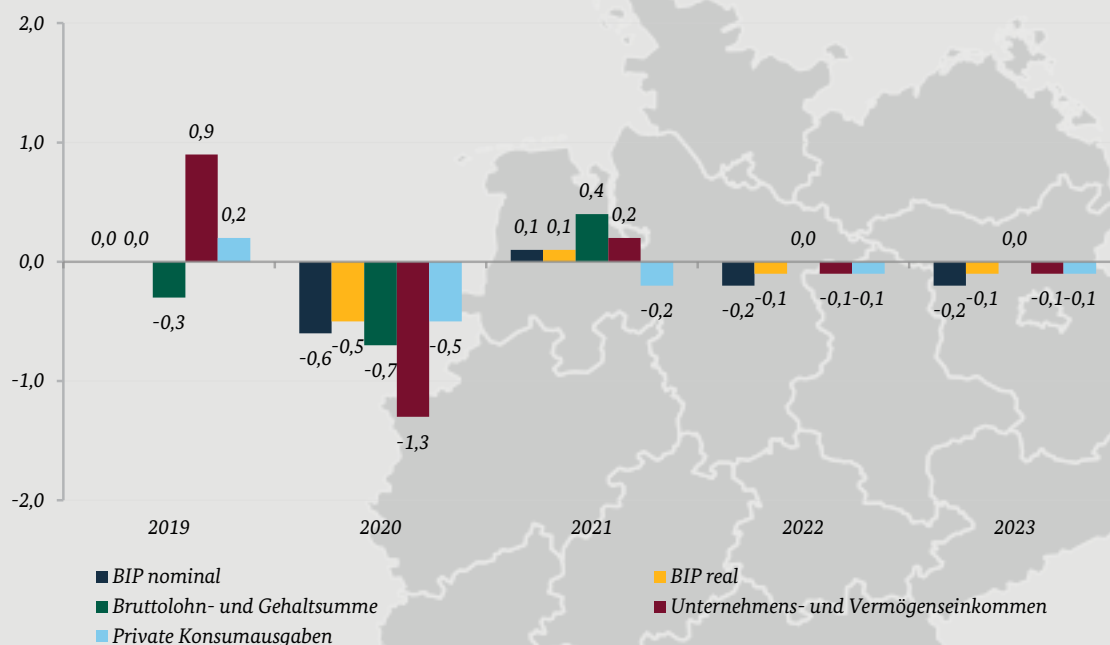 2,0
1,0
0,0
-1,0
-2,0
0,0 0,0 -0,3 0,9 0,2
-0,6 -0,5 -0,7 -1,3 -0,5
0,1 0,1 0,4 0,2 -0,2
-0,2 -0,1 0,0 -0,1 -0,1
-0,2 -0,1 0,0 -0,1 -0,1
2019 2020 2021 2022 2023
BIP nominal
BIP real
Bruttolohn- und Gehaltsumme
Unternehmens- und Vermögenseinkommen
Private Konsumausgaben